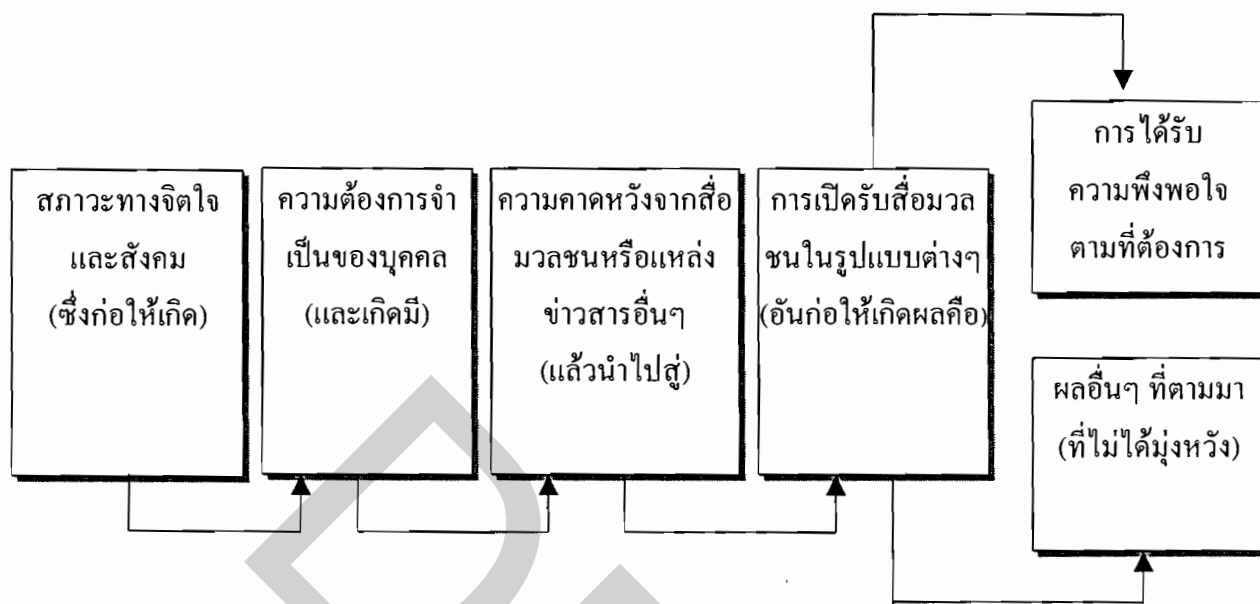 สภาวะทางจิตใจ
และสังคม
(ซึ่งก่อให้เกิด)
ความต้องการจำ
เป็นของบุคคล
(และเกิดมี)
ความคาดหวังจากสื่อ
มวลชนหรือแหล่ง
ข่าวสารอื่นๆ
(แล้วนำไปสู่)
การเปิดรับสื่อมวล
ชนในรูปแบบต่างๆ
(อันก่อให้เกิดผลคือ)
การได้รับ
ความพึงพอใจ
ตามที่ต้องการ
ผลอื่นๆ ที่ตามมา
(ที่ไม่ได้มุ่งหวัง)